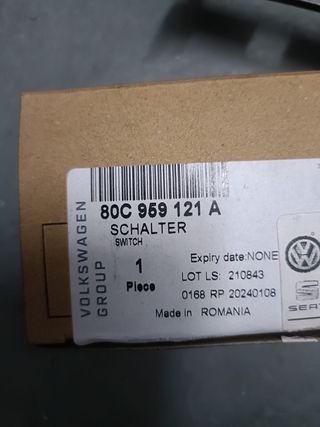 80C 959 121 A
SCHALTER
SWITCH
1
Piece
Expiry date:NONE
LOT LS: 210843
0168 RP 20240108
Made in ROMANIA
VOLKSWAGEN
GROUP
SEAT